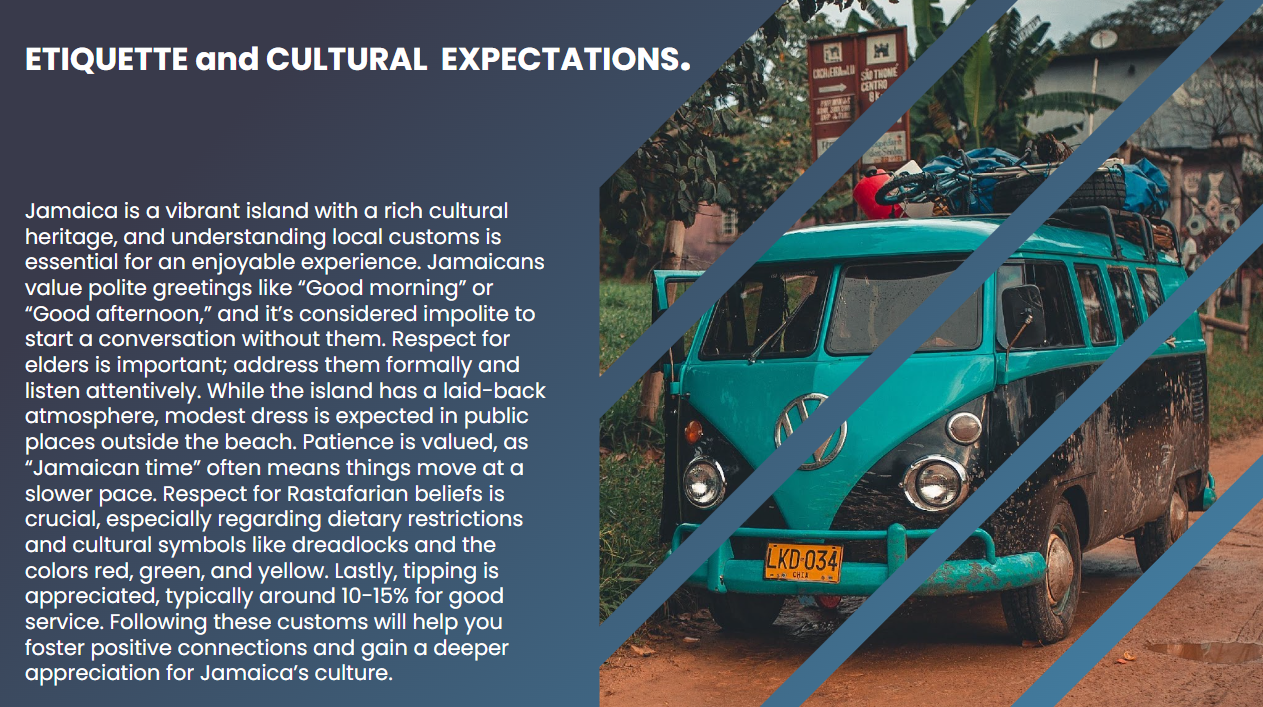 ETIQUETTE and CULTURAL EXPECTATIONS.
Jamaica is a vibrant island with a rich cultural
heritage, and understanding local customs is
essential for an enjoyable experience. Jamaicans
value polite greetings like “Good morning” or
“Good afternoon,” and it’s considered impolite to
start a conversation without them. Respect for
elders is important; address them formally and
listen attentively. While the island has a laid-back
atmosphere, modest dress is expected in public
places outside the beach. Patience is valued, as
“Jamaican time” often means things move at a
slower pace. Respect for Rastafarian beliefs is
crucial, especially regarding dietary restrictions
and cultural symbols like dreadlocks and the
colors red, green, and yellow. Lastly, tipping is
appreciated, typically around 10-15% for good
service. Following these customs will help you
foster positive connections and gain a deeper
appreciation for Jamaica’s culture.
SÃO THOMÉ
CENTRO
LKD·034